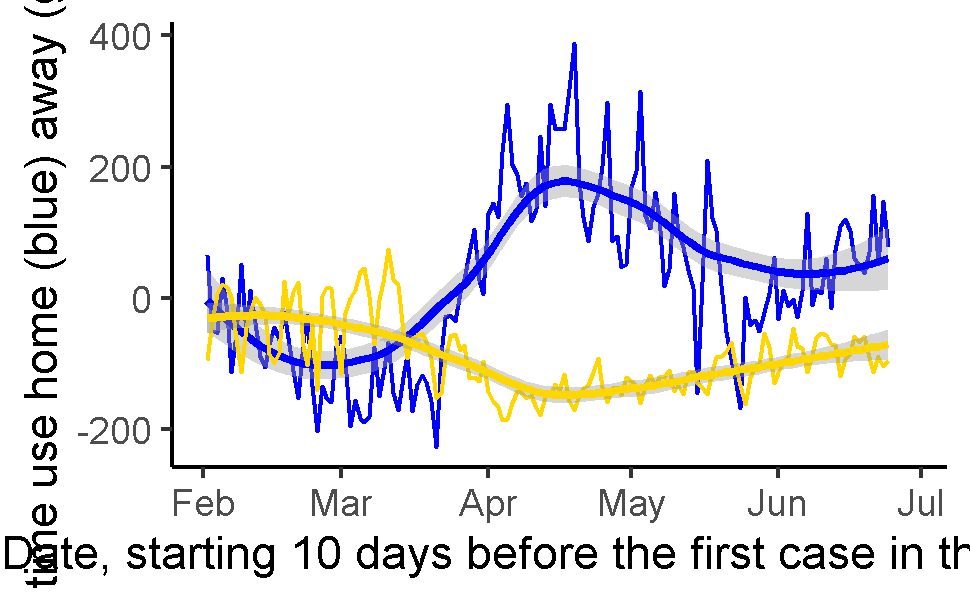 time use home (blue) away (
400
200
0
-200
Feb Mar Apr May Jun Jul
Date, starting 10 days before the first case in th